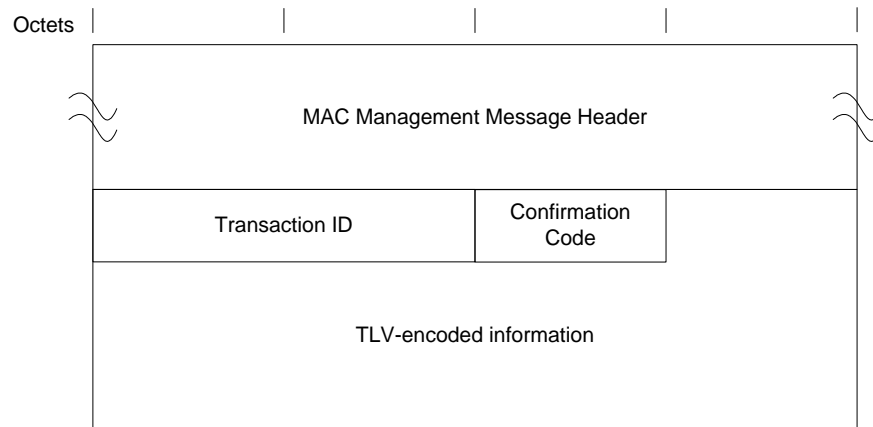 Octets
MAC Management Message Header
Transaction ID
Confirmation
Code
TLV-encoded information